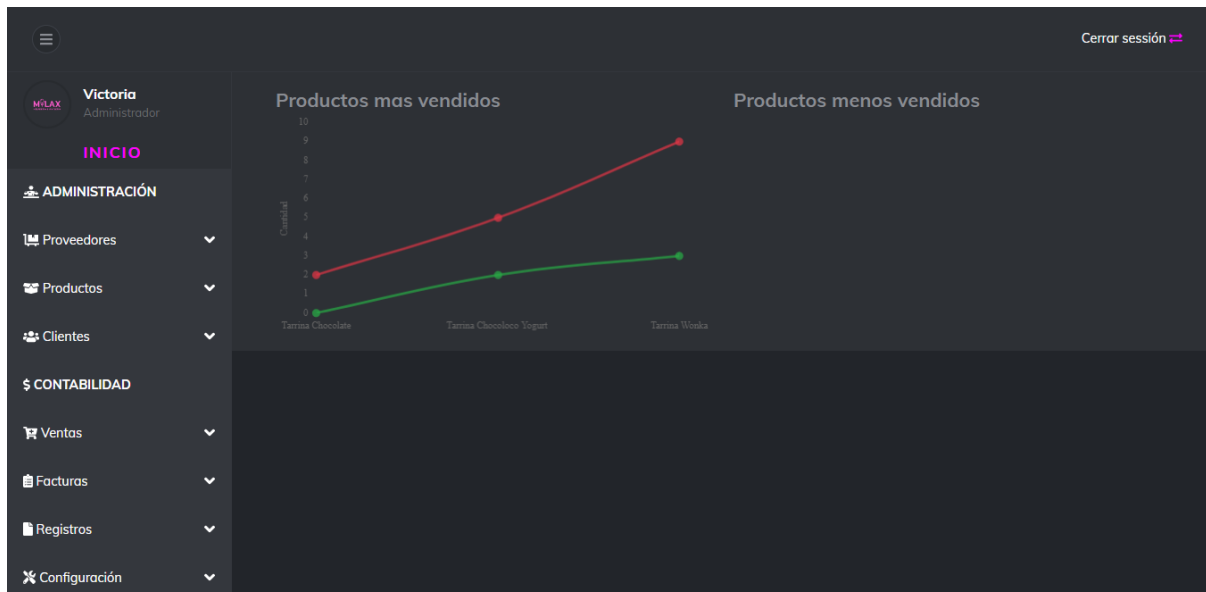 Cerrar sessión
MILAX
Victoria
Administrador
INICIO
ADMINISTRACIÓN
Proveedores
Productos
Clientes
$ CONTABILIDAD
Ventas
Facturas
Registros
Configuración
Productos mas vendidos
10
9
8
7
6
5
4
3
2
1
0
Cantidad
Tarrina Chocolate
Tarrina Chocoloco Yogurt
Tarrina Wonka
Productos menos vendidos